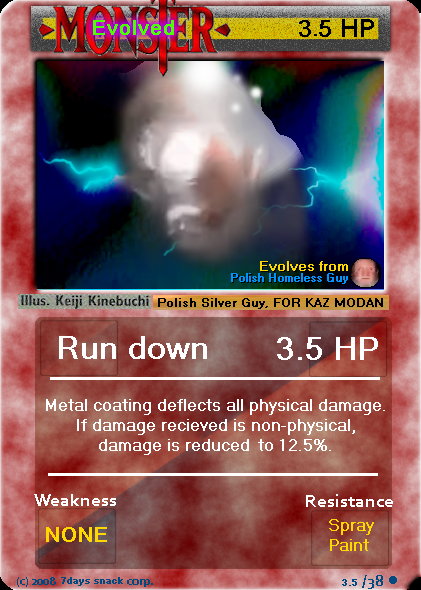 MONSTER
Evolved
3.5 HP
Evolves from
Polish Homeless Guy
Illus. Keiji Kinebuchi
Polish Silver Guy, FOR KAZ MODAN
Run down
3.5 HP
Metal coating deflects all physical damage.
If damage recieved is non-physical,
damage is reduced to 12.5%.
Weakness
Resistance
NONE
Spray
Paint
(c) 2008 7days snack corp.
3.5 /38